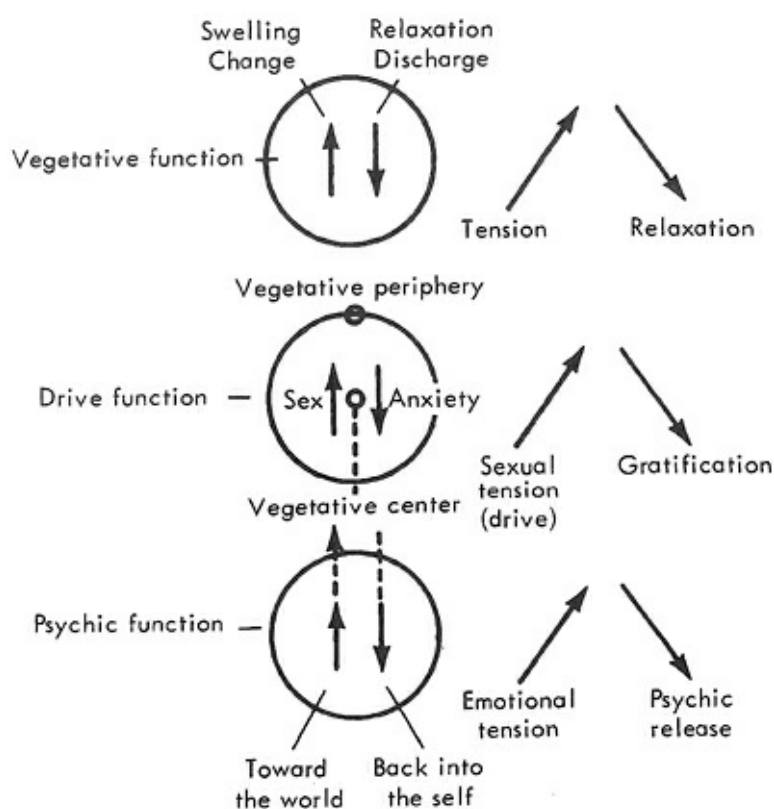 Swelling
Change
Relaxation
Discharge
Vegetative function
Tension
Relaxation
Vegetative periphery
Drive function
Sex
Anxiety
Sexual
tension
(drive)
Gratification
Vegetative center
Psychic function
Emotional
tension
Psychic
release
Toward
the world
Back into
the self